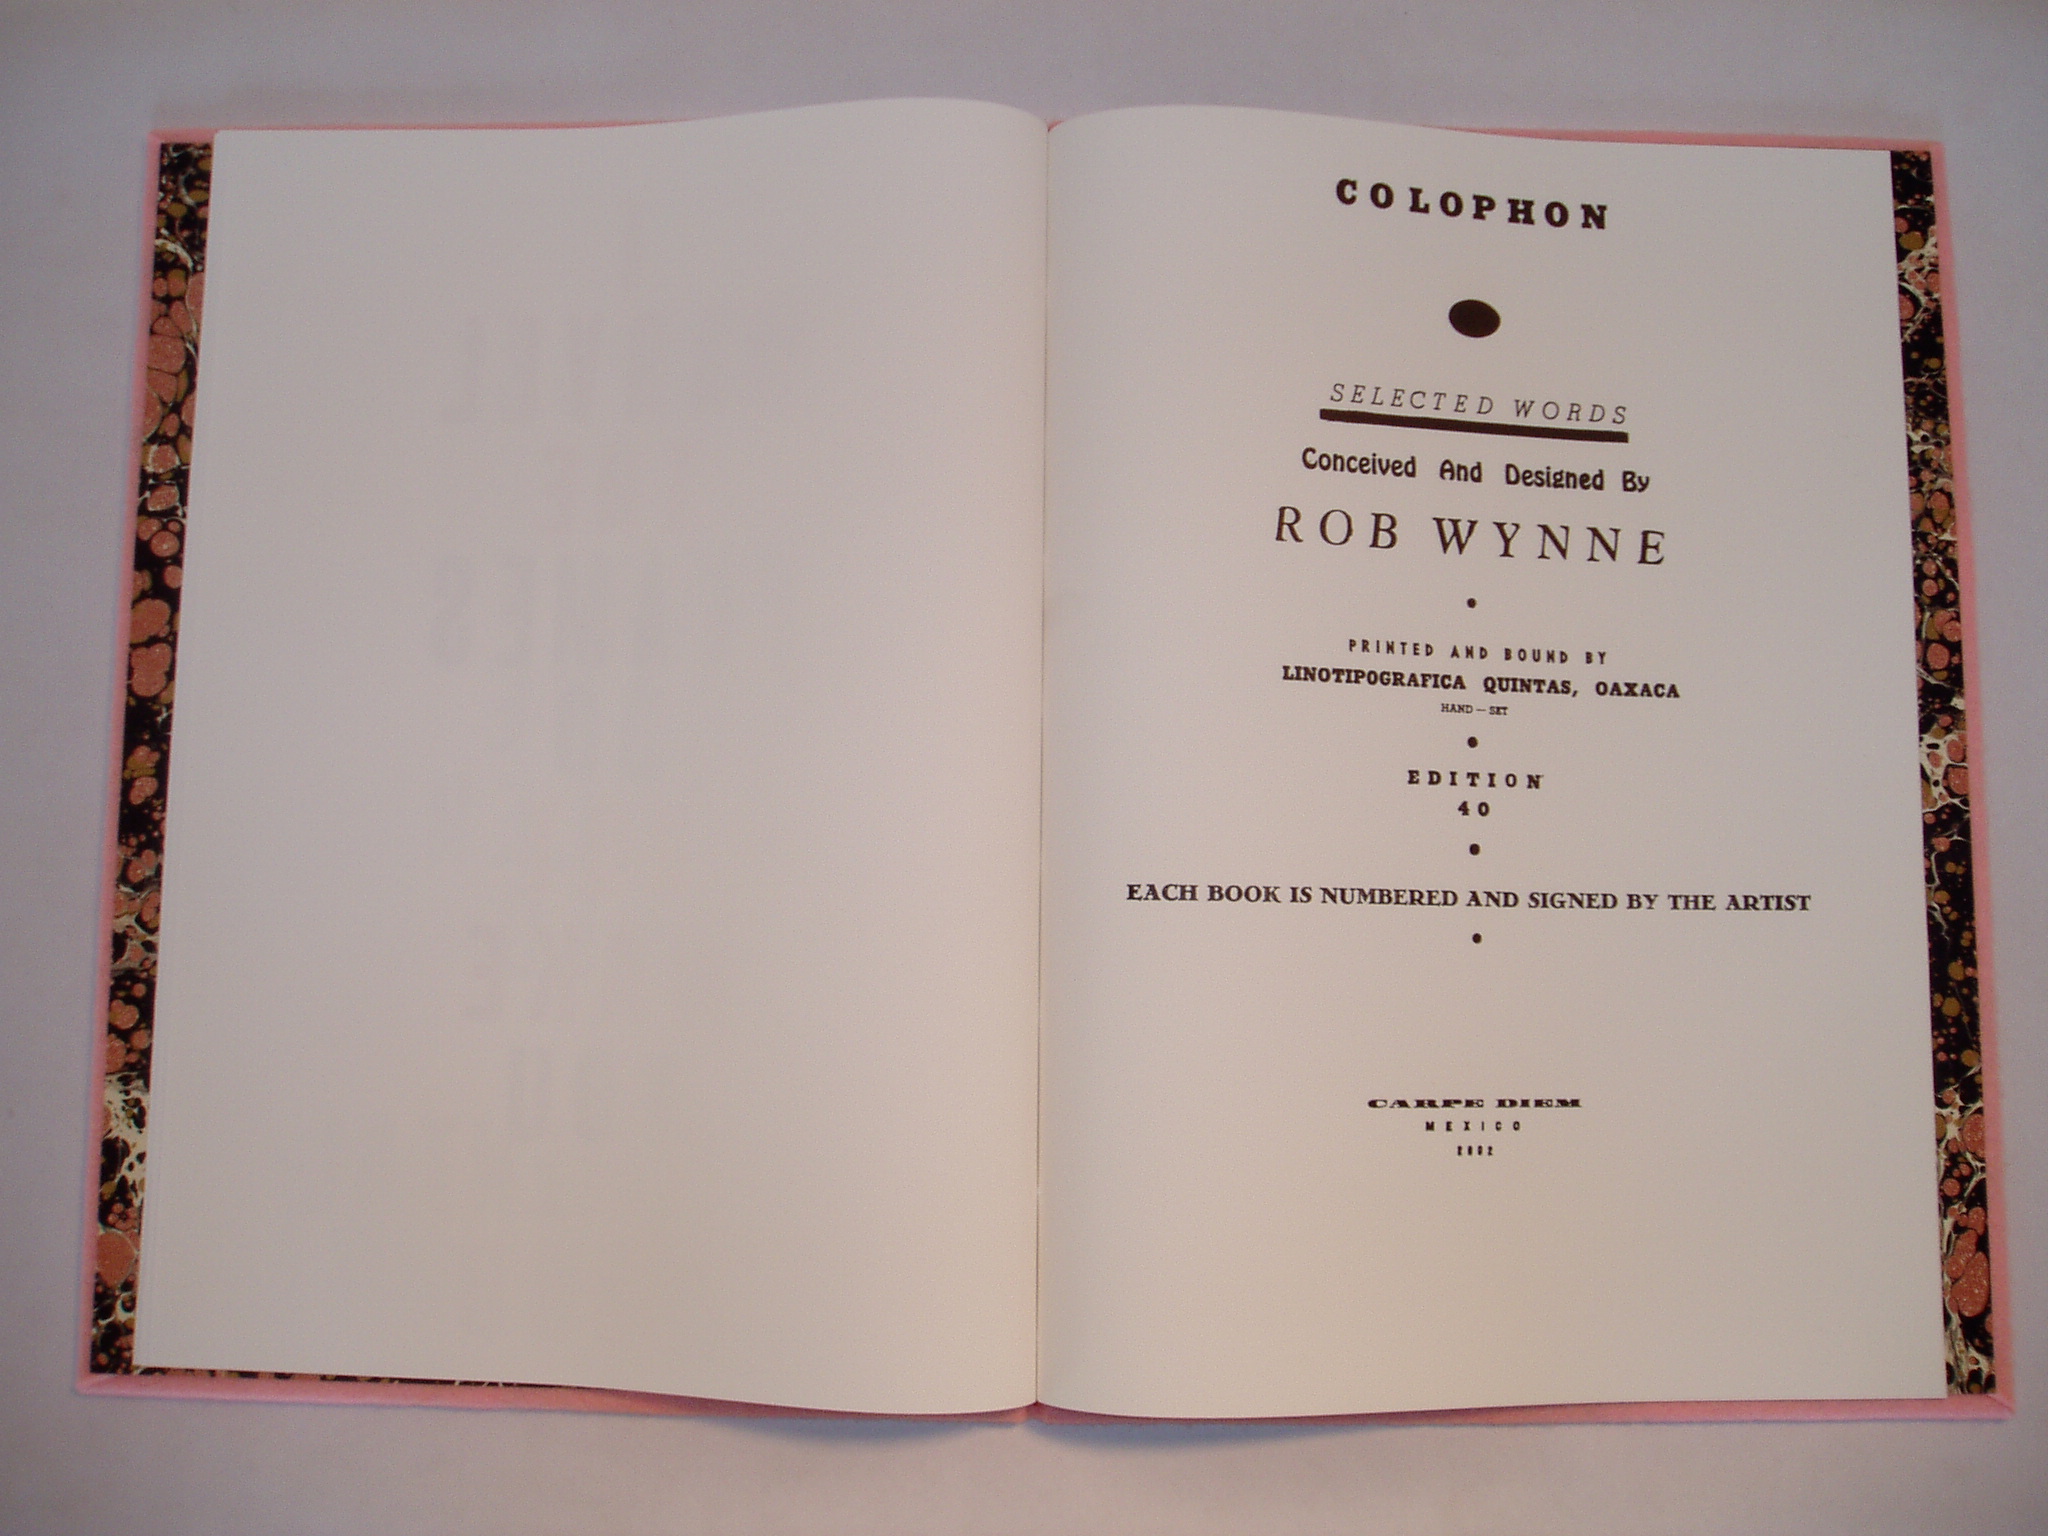 COLOPHON
SELECTED WORDS
Conceived And Designed By
ROB WYNNE
PRINTED AND BOUND BY
LINOTIPOGRAFICA QUINTAS, OAXACA
HAND — SET
EDITION
40
EACH BOOK IS NUMBERED AND SIGNED BY THE ARTIST
CARPE DIEM
MEXICO
2002